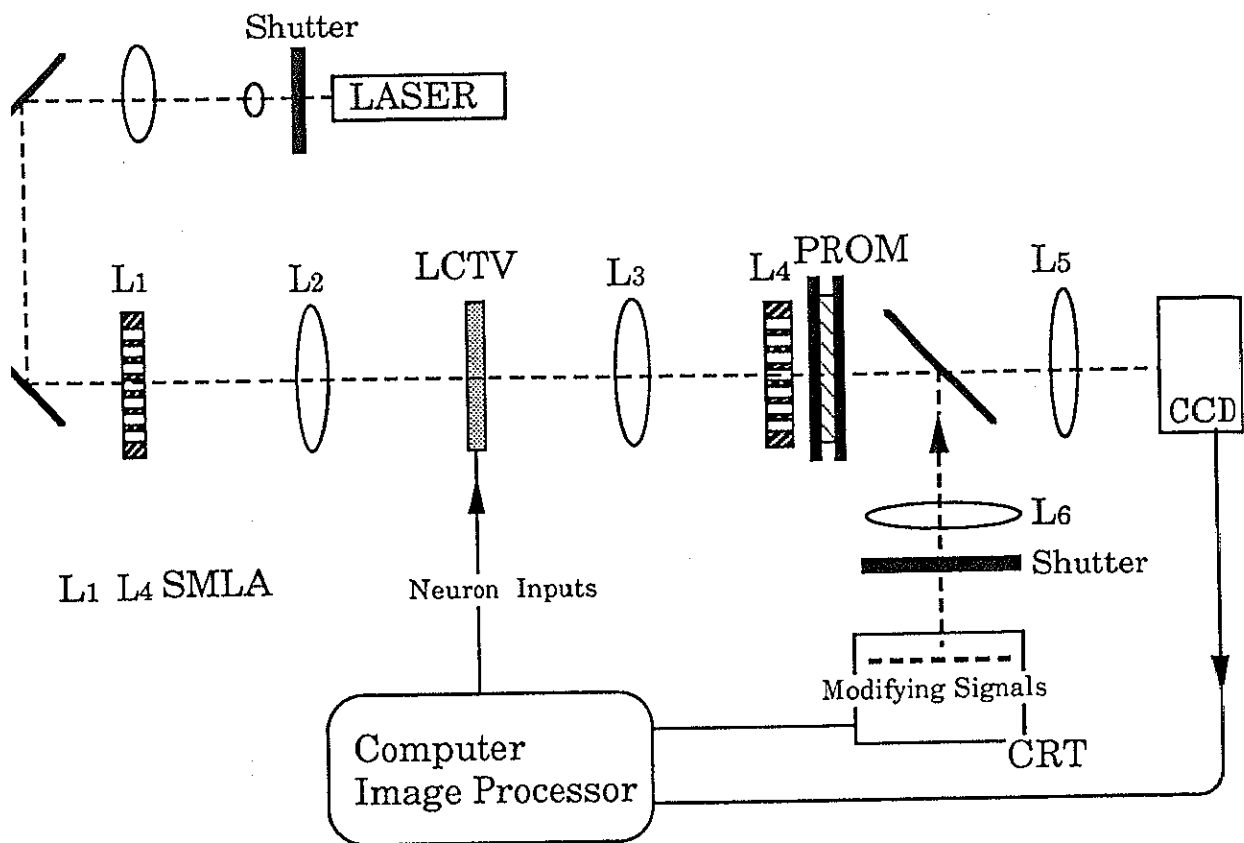 Shutter
LASER
L1
L2
LCTV
L3
L4
PROM
L5
CCD
L6
Shutter
L1 L4 SMLA
Neuron Inputs
Modifying Signals
CRT
Computer
Image Processor